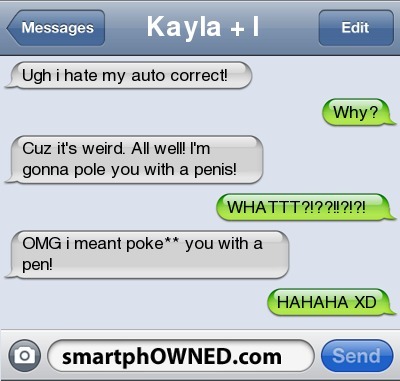 Messages
Kayla + I
Edit
Ugh i hate my auto correct!
Why?
Cuz it's weird. All well! I'm
gonna pole you with a penis!
WHATTT?!??!!?!?!
OMG i meant poke** you with a
pen!
HAHAHA XD
smartphOWNED.com
Send